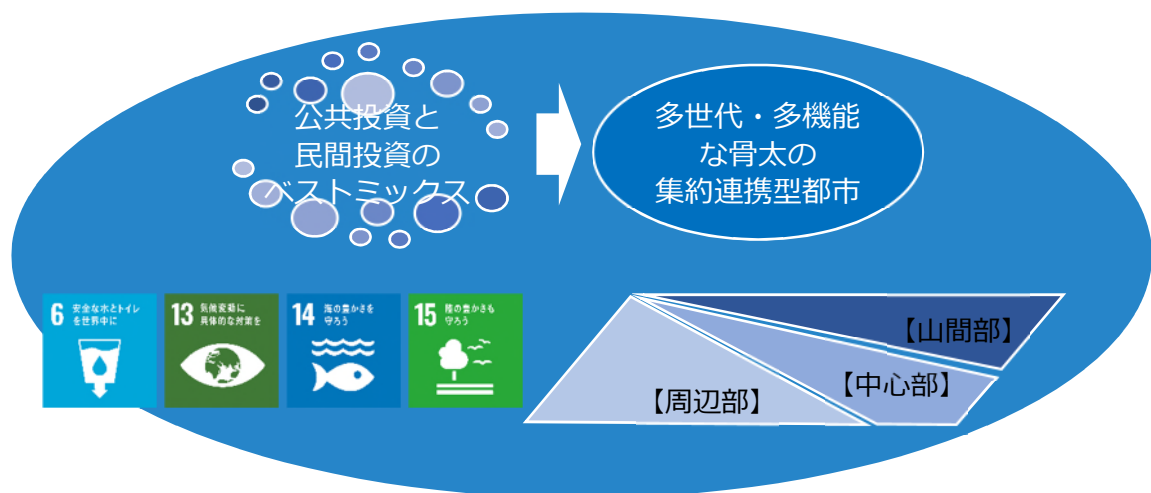 公共投資と
民間投資の
ベストミックス
多世代・多機能
な骨太の
集約連携型都市
6 安全な水とトイレ
を世界中に
13 気候変動に
具体的な対策を
14 海の豊かさを
守ろう
15 陸の豊かさも
守ろう
【山間部】
【中心部】
【周辺部】